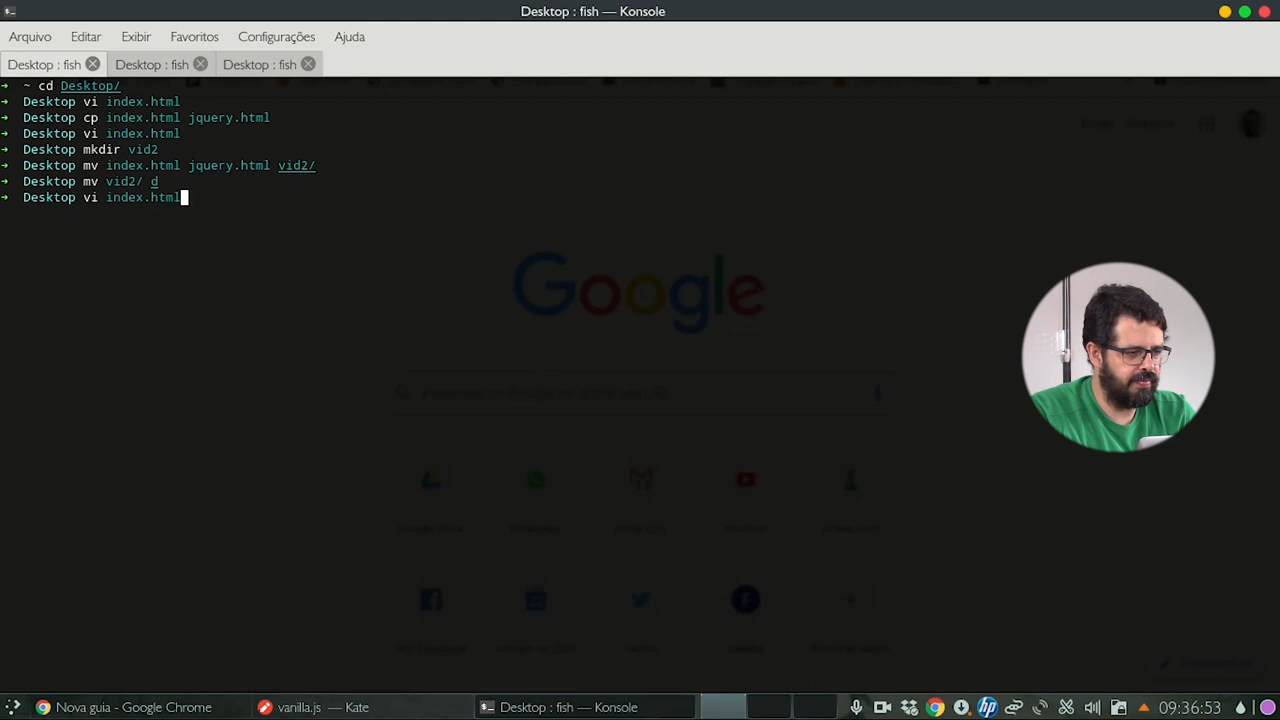 Desktop : fish — Konsole
Arquivo Editar Exibir Favoritos Configurações Ajuda
Desktop : fish Desktop : fish Desktop : fish
➜ ~ cd Desktop/
➜ Desktop vi index.html
➜ Desktop cp index.html jquery.html
➜ Desktop vi index.html
➜ Desktop mkdir vid2
➜ Desktop mv index.html jquery.html vid2/
➜ Desktop mv vid2/ d
➜ Desktop vi index.html
Google
Nova guia - Google Chrome vanilla.js — Kate Desktop : fish — Konsole 09:36:53